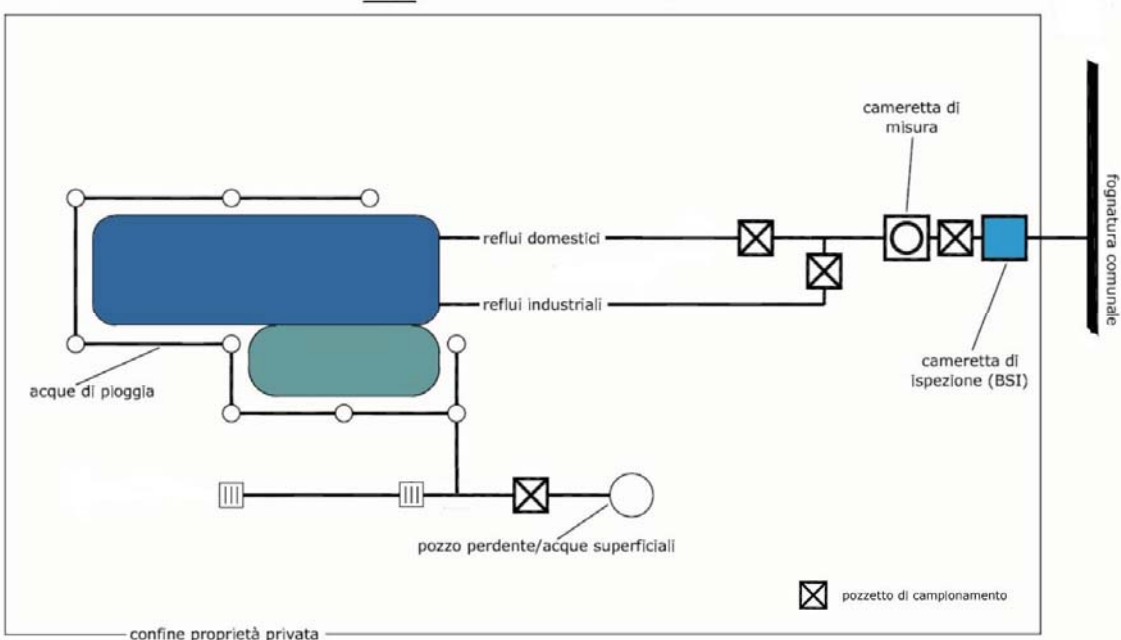 cameretta di
misura
fognatura comunale
reflui domestici
reflui industriali
cameretta di
ispezione (BSI)
acque di pioggia
pozzo perdente/acque superficiali
pozzetto di campionamento
confine proprietà privata